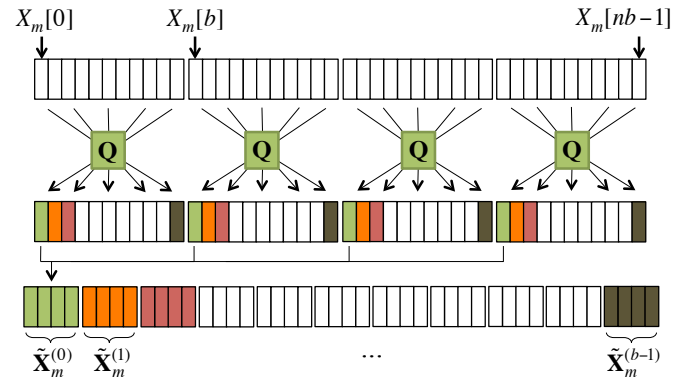 X_m[0] X_m[b] X_m[nb−1]
Q Q Q Q
X̃_m^(0) X̃_m^(1) ... X̃_m^(b−1)